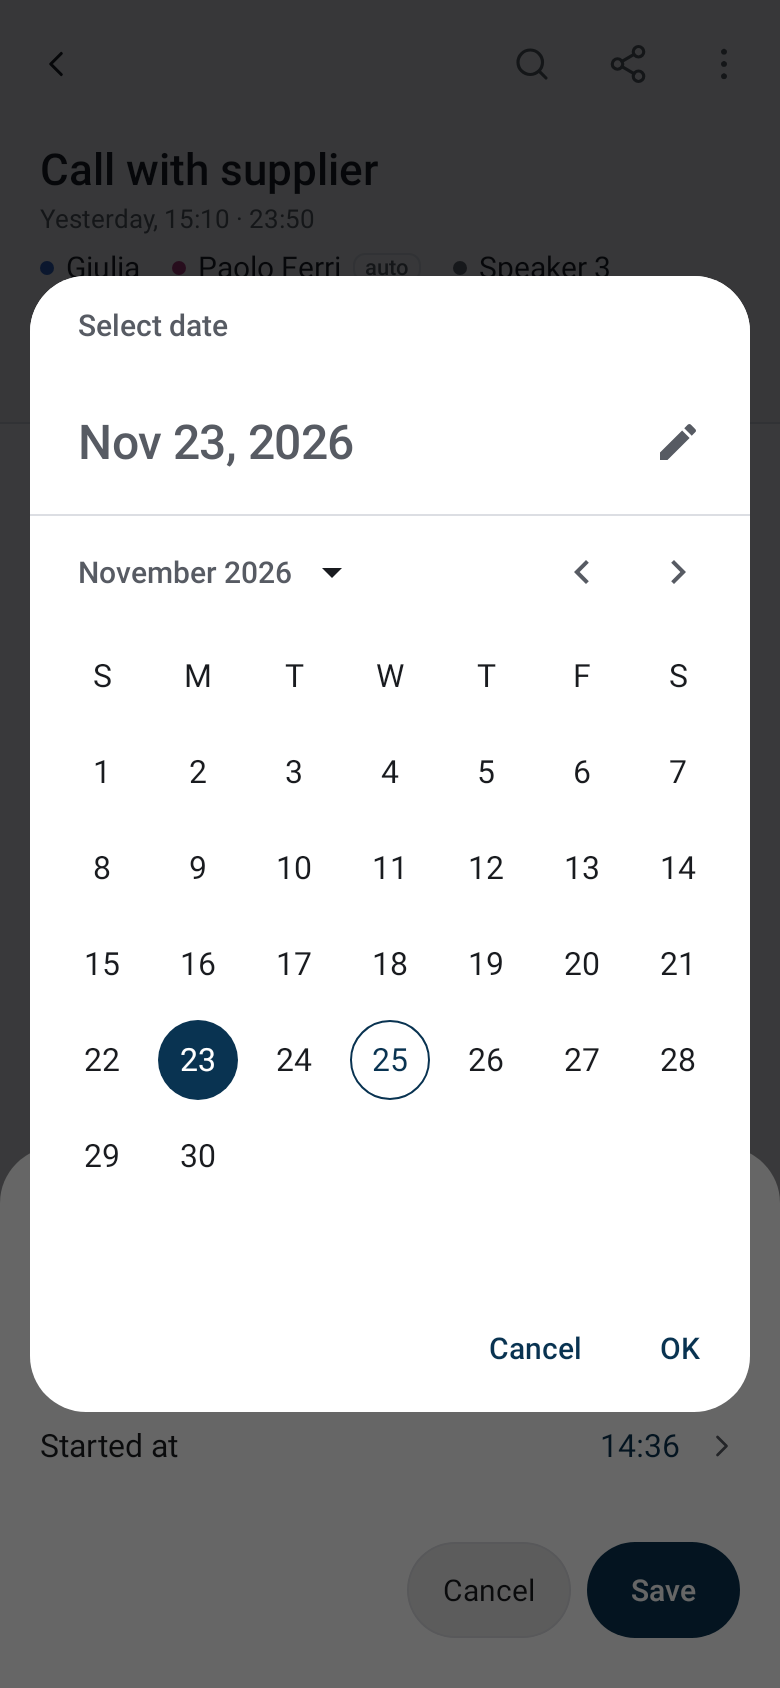 Call with supplier
Yesterday, 15:10 · 23:50
Giulia Paolo Ferri auto Speaker 3
Select date
Nov 23, 2026
November 2026
S M T W T F S
1 2 3 4 5 6 7
8 9 10 11 12 13 14
15 16 17 18 19 20 21
22 23 24 25 26 27 28
29 30
Cancel OK
Started at 14:36
Cancel Save